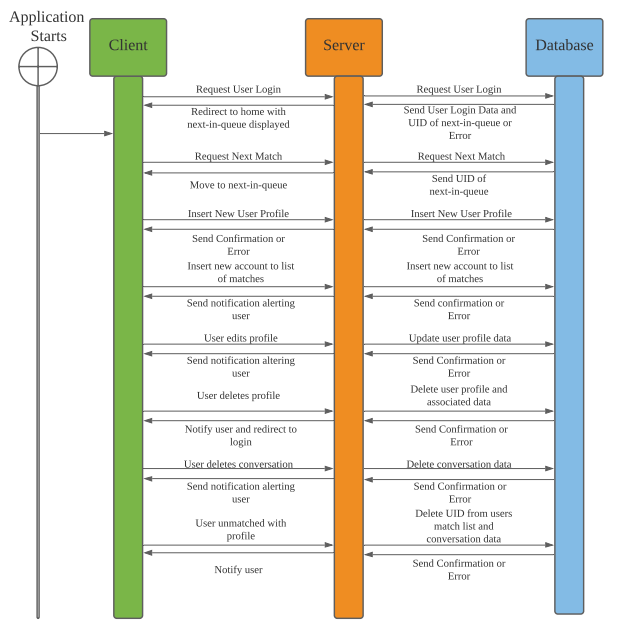 Application
Starts
Client
Server
Database
Request User Login
Request User Login
Redirect to home with
next-in-queue displayed
Send User Login Data and
UID of next-in-queue or
Error
Request Next Match
Request Next Match
Move to next-in-queue
Send UID of
next-in-queue
Insert New User Profile
Insert New User Profile
Send Confirmation or
Error
Send Confirmation or
Error
Insert new account to list
of matches
Insert new account to list
of matches
Send notification alerting
user
Send confirmation or
Error
User edits profile
Update user profile data
Send notification altering
user
Send Confirmation or
Error
User deletes profile
Delete user profile and
associated data
Notify user and redirect to
login
Send Confirmation or
Error
User deletes conversation
Delete conversation data
Send notification alerting
user
Send Confirmation or
Error
User unmatched with
profile
Delete UID from users
match list and
conversation data
Notify user
Send Confirmation or
Error